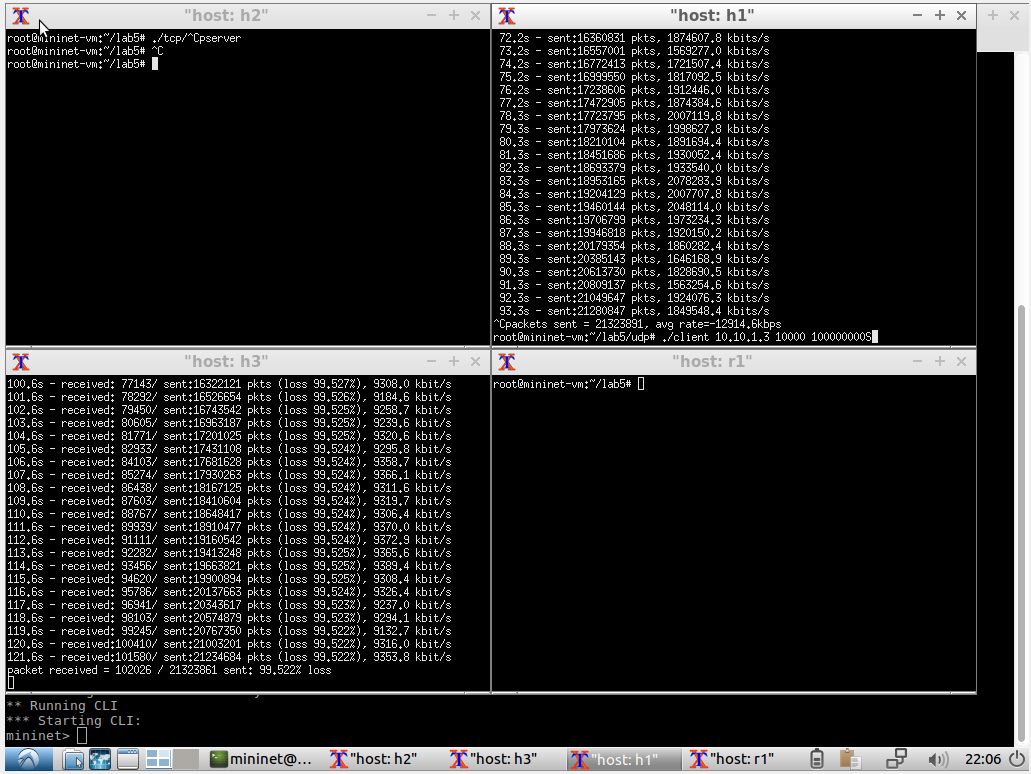 "host: h2"
root@mininet-vm:~/lab5# ./tcp/^Cpserver
root@mininet-vm:~/lab5# ^C
root@mininet-vm:~/lab5#
"host: h1"
72.2s - sent:16360831 pkts, 1874607.8 kbits/s
73.2s - sent:16557001 pkts, 1569277.0 kbits/s
74.2s - sent:16772413 pkts, 1721507.4 kbits/s
75.2s - sent:16999550 pkts, 1817092.5 kbits/s
76.2s - sent:17238606 pkts, 1912446.0 kbits/s
77.2s - sent:17472905 pkts, 1874384.6 kbits/s
78.3s - sent:17723795 pkts, 2007119.8 kbits/s
79.3s - sent:17973624 pkts, 1998627.8 kbits/s
80.3s - sent:18210104 pkts, 1891694.4 kbits/s
81.3s - sent:18451686 pkts, 1930052.4 kbits/s
82.3s - sent:18693379 pkts, 1933540.0 kbits/s
83.3s - sent:18953165 pkts, 2078283.9 kbits/s
84.3s - sent:19204129 pkts, 2007707.8 kbits/s
85.3s - sent:19460144 pkts, 2048114.0 kbits/s
86.3s - sent:19706799 pkts, 1973234.3 kbits/s
87.3s - sent:19946818 pkts, 1920150.2 kbits/s
88.3s - sent:20179354 pkts, 1860282.4 kbits/s
89.3s - sent:20385143 pkts, 1646168.9 kbits/s
90.3s - sent:20613730 pkts, 1828690.5 kbits/s
91.3s - sent:20809137 pkts, 1563254.6 kbits/s
92.3s - sent:21049647 pkts, 1924076.3 kbits/s
93.3s - sent:21280847 pkts, 1849548.4 kbits/s
^Cpackets sent = 21323891, avg rate=-12914.6kbps
root@mininet-vm:~/lab5/udp# ./client 10.10.1.3 10000 100000000S
"host: h3"
100.6s - received: 77143/ sent:16322121 pkts (loss 99.527%), 9308.0 kbit/s
101.6s - received: 78292/ sent:16526654 pkts (loss 99.526%), 9184.6 kbit/s
102.6s - received: 79450/ sent:16743542 pkts (loss 99.525%), 9258.7 kbit/s
103.6s - received: 80605/ sent:16963187 pkts (loss 99.525%), 9239.6 kbit/s
104.6s - received: 81771/ sent:17201025 pkts (loss 99.525%), 9320.6 kbit/s
105.6s - received: 82933/ sent:17431108 pkts (loss 99.524%), 9295.8 kbit/s
106.6s - received: 84103/ sent:17681628 pkts (loss 99.524%), 9358.7 kbit/s
107.6s - received: 85274/ sent:17930263 pkts (loss 99.524%), 9366.1 kbit/s
108.6s - received: 86438/ sent:18167125 pkts (loss 99.524%), 9311.6 kbit/s
109.6s - received: 87603/ sent:18410604 pkts (loss 99.524%), 9319.7 kbit/s
110.6s - received: 88767/ sent:18648417 pkts (loss 99.524%), 9306.4 kbit/s
111.6s - received: 89939/ sent:18910477 pkts (loss 99.524%), 9370.0 kbit/s
112.6s - received: 91111/ sent:19160542 pkts (loss 99.524%), 9372.9 kbit/s
113.6s - received: 92282/ sent:19413248 pkts (loss 99.525%), 9365.6 kbit/s
114.6s - received: 93456/ sent:19663821 pkts (loss 99.525%), 9389.4 kbit/s
115.6s - received: 94620/ sent:19900894 pkts (loss 99.525%), 9308.4 kbit/s
116.6s - received: 95786/ sent:20137663 pkts (loss 99.524%), 9326.4 kbit/s
117.6s - received: 96941/ sent:20343617 pkts (loss 99.523%), 9237.0 kbit/s
118.6s - received: 98103/ sent:20574879 pkts (loss 99.523%), 9294.1 kbit/s
119.6s - received: 99245/ sent:20767350 pkts (loss 99.522%), 9132.7 kbit/s
120.6s - received:100410/ sent:21003201 pkts (loss 99.522%), 9316.0 kbit/s
121.6s - received:101580/ sent:21234684 pkts (loss 99.522%), 9353.8 kbit/s
packet received = 102026 / 21323861 sent: 99.522% loss
"host: r1"
root@mininet-vm:~/lab5#
** Running CLI
*** Starting CLI:
mininet>
mininet@...
"host: h2"
"host: h3"
"host: h1"
"host: r1"
22:06